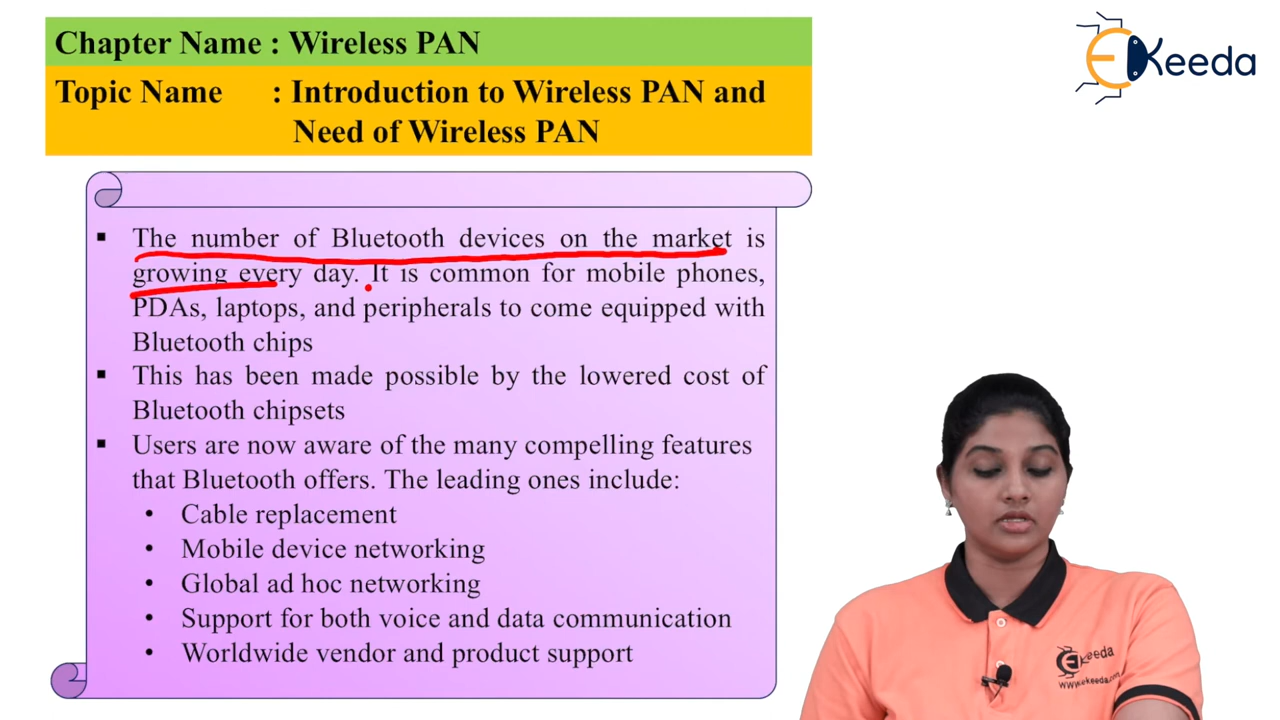 Chapter Name : Wireless PAN
Topic Name : Introduction to Wireless PAN and
Need of Wireless PAN
EKeeda
▪ The number of Bluetooth devices on the market is
growing every day. It is common for mobile phones,
PDAs, laptops, and peripherals to come equipped with
Bluetooth chips
▪ This has been made possible by the lowered cost of
Bluetooth chipsets
▪ Users are now aware of the many compelling features
that Bluetooth offers. The leading ones include:
• Cable replacement
• Mobile device networking
• Global ad hoc networking
• Support for both voice and data communication
• Worldwide vendor and product support
EKeeda
www.ekeeda.com